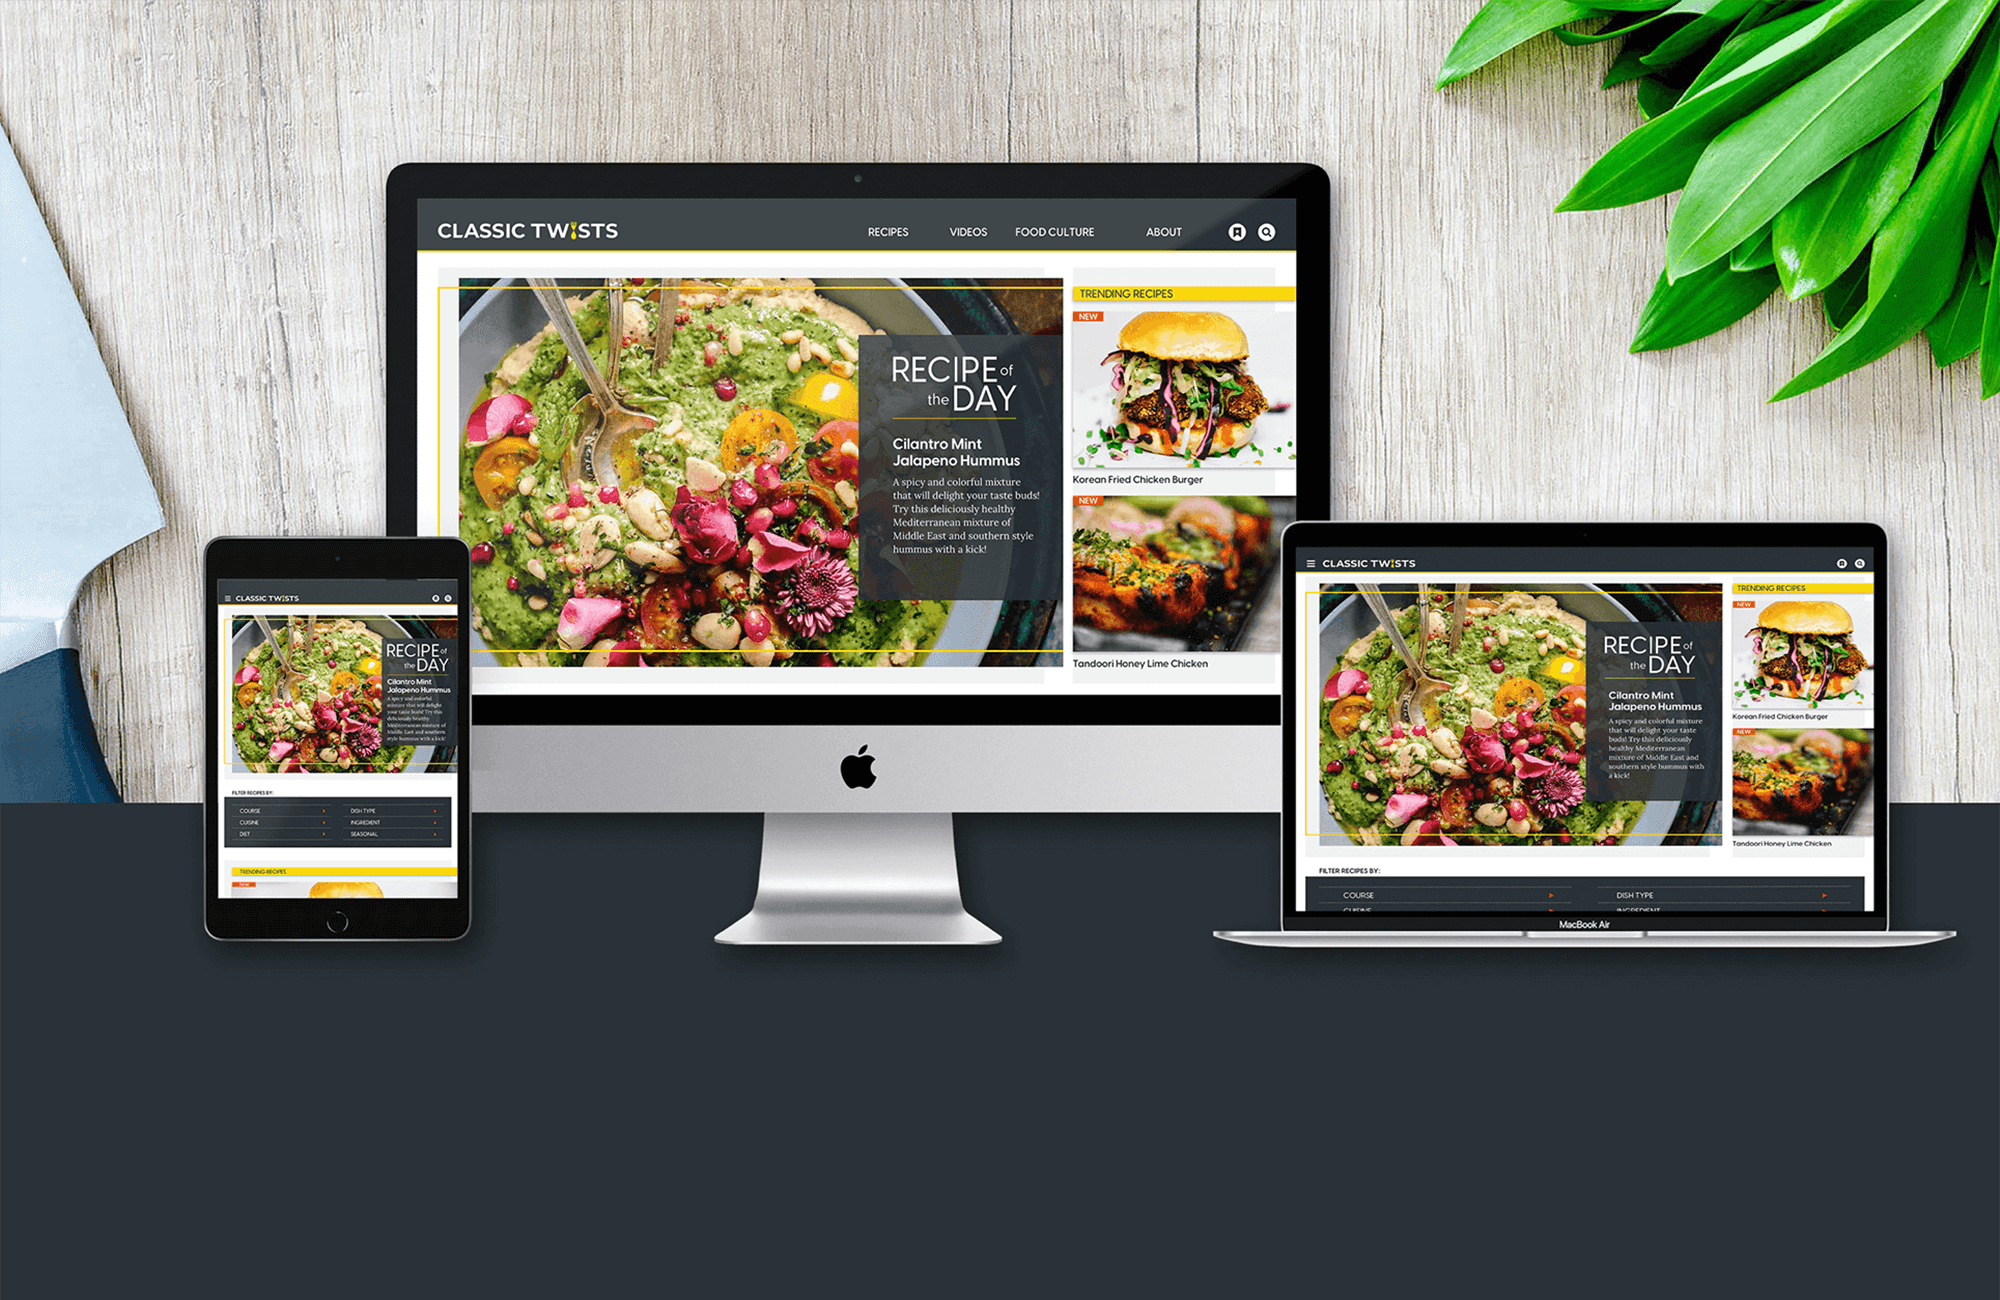 CLASSIC TWISTS
RECIPES VIDEOS FOOD CULTURE ABOUT
RECIPE of
the DAY
Cilantro Mint
Jalapeno Hummus
A spicy and colorful mixture
that will delight your taste buds!
Try this deliciously healthy
Mediterranean mixture of
Middle East and southern style
hummus with a kick!
TRENDING RECIPES
NEW
Korean Fried Chicken Burger
NEW
Tandoori Honey Lime Chicken
CLASSIC TWISTS
RECIPE of
the DAY
Cilantro Mint
Jalapeno Hummus
A spicy and colorful
mixture that will delight
your taste buds! Try this
deliciously healthy
Mediterranean mixture of
Middle East and southern
style hummus with a kick!
FILTER RECIPES BY:
COURSE DISH TYPE
CUISINE INGREDIENT
DIET SEASONAL
TRENDING RECIPES
NEW
CLASSIC TWISTS
RECIPE of
the DAY
Cilantro Mint
Jalapeno Hummus
A spicy and colorful mixture
that will delight your taste
buds! Try this deliciously
healthy Mediterranean
mixture of Middle East and
southern style hummus with
a kick!
TRENDING RECIPES
NEW
Korean Fried Chicken Burger
NEW
Tandoori Honey Lime Chicken
FILTER RECIPES BY:
COURSE DISH TYPE
CUISINE INGREDIENT
MacBook Air